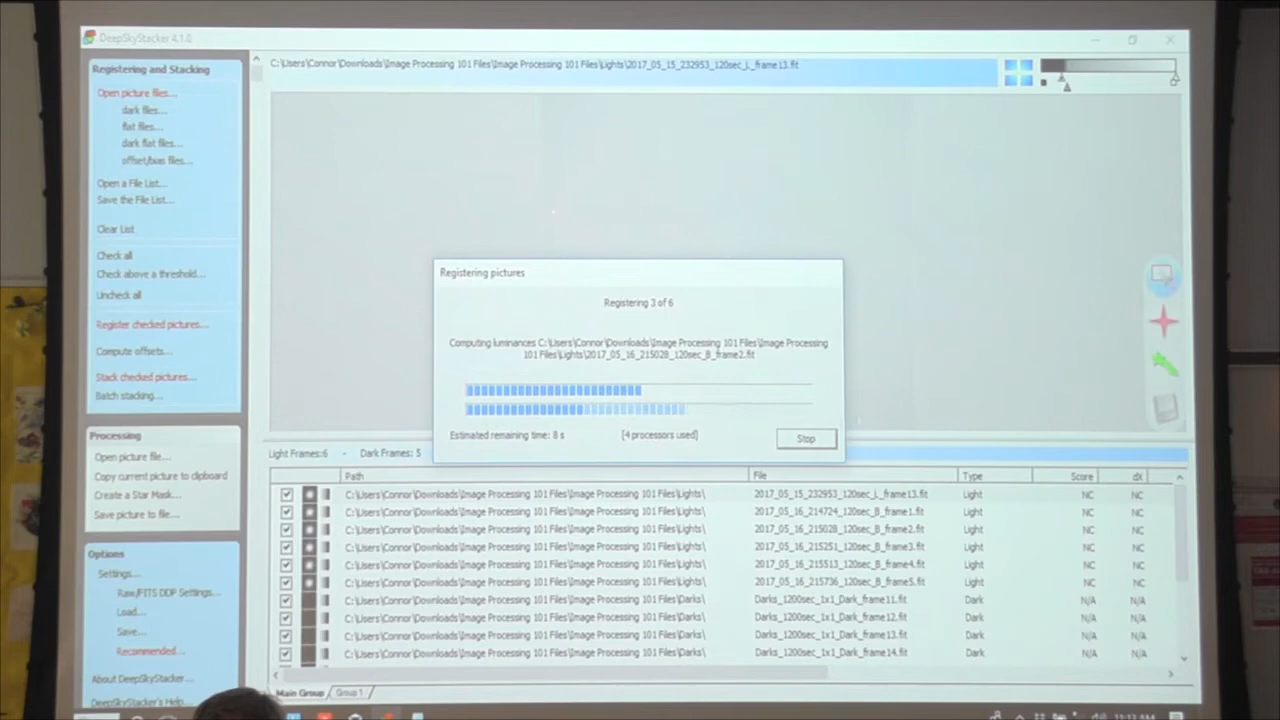 DeepSkyStacker 4.1.0
Registering and Stacking
Open picture files...
dark files...
flat files...
dark flat files...
offset/bias files...
Open a File List...
Save the File List...
Clear List
Check all
Check above a threshold...
Uncheck all
Register checked pictures...
Compute offsets...
Stack checked pictures...
Batch stacking...
Processing
Open picture file...
Copy current picture to clipboard
Create a Star Mask...
Save picture to file...
Options
Settings...
Raw/FITS DDP Settings...
Load...
Save...
Recommended...
About DeepSkyStacker...
DeepSkyStacker's Help...
C:\Users\Connor\Downloads\Image Processing 101 Files\Image Processing 101 Files\Lights\2017_05_15_232953_120sec_L_frame13.fit
Registering pictures
Registering 3 of 6
Computing luminances C:\Users\Connor\Downloads\Image Processing 101 Files\Image Processing
101 Files\Lights\2017_05_16_215028_120sec_B_frame2.fit
Estimated remaining time: 8 s [4 processors used] Stop
Light Frames:6 - Dark Frames: 5
Path File Type Score dX
C:\Users\Connor\Downloads\Image Processing 101 Files\Image Processing 101 Files\Lights\ 2017_05_15_232953_120sec_L_frame13.fit Light NC NC
C:\Users\Connor\Downloads\Image Processing 101 Files\Image Processing 101 Files\Lights\ 2017_05_16_214724_120sec_B_frame1.fit Light NC NC
C:\Users\Connor\Downloads\Image Processing 101 Files\Image Processing 101 Files\Lights\ 2017_05_16_215028_120sec_B_frame2.fit Light NC NC
C:\Users\Connor\Downloads\Image Processing 101 Files\Image Processing 101 Files\Lights\ 2017_05_16_215251_120sec_B_frame3.fit Light NC NC
C:\Users\Connor\Downloads\Image Processing 101 Files\Image Processing 101 Files\Lights\ 2017_05_16_215513_120sec_B_frame4.fit Light NC NC
C:\Users\Connor\Downloads\Image Processing 101 Files\Image Processing 101 Files\Lights\ 2017_05_16_215736_120sec_B_frame5.fit Light NC NC
C:\Users\Connor\Downloads\Image Processing 101 Files\Image Processing 101 Files\Darks\ Darks_1200sec_1x1_Dark_frame11.fit Dark N/A N/A
C:\Users\Connor\Downloads\Image Processing 101 Files\Image Processing 101 Files\Darks\ Darks_1200sec_1x1_Dark_frame12.fit Dark N/A N/A
C:\Users\Connor\Downloads\Image Processing 101 Files\Image Processing 101 Files\Darks\ Darks_1200sec_1x1_Dark_frame13.fit Dark N/A N/A
C:\Users\Connor\Downloads\Image Processing 101 Files\Image Processing 101 Files\Darks\ Darks_1200sec_1x1_Dark_frame14.fit Dark N/A N/A
Main Group Group 1